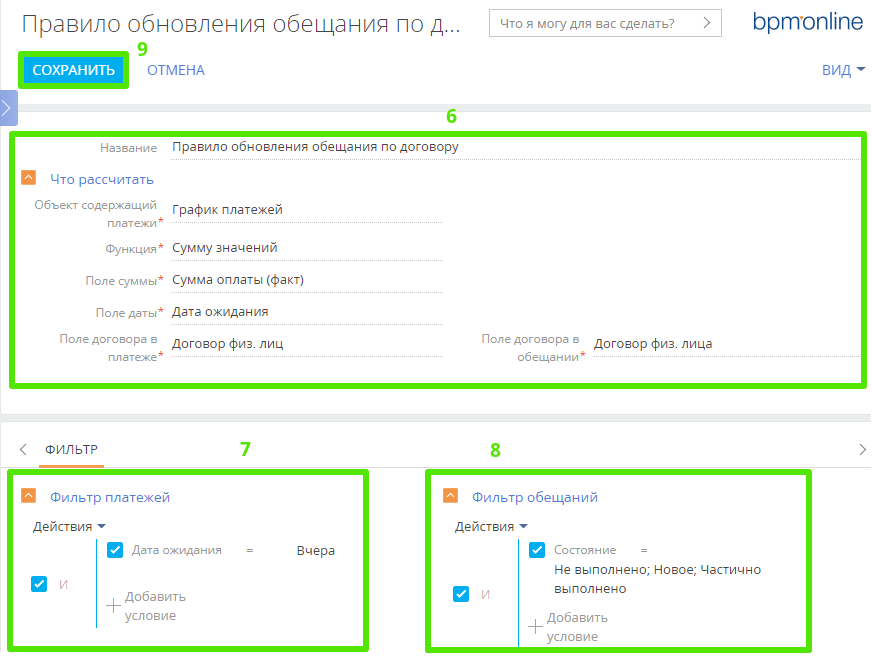 Правило обновления обещания по д...
Что я могу для вас сделать?
bpm'online
9
СОХРАНИТЬ
ОТМЕНА
ВИД
6
Название
Правило обновления обещания по договору
Что рассчитать
Объект содержащий
платежи*
График платежей
Функция*
Сумму значений
Поле суммы*
Сумма оплаты (факт)
Поле даты*
Дата ожидания
Поле договора в
платеже*
Договор физ. лиц
Поле договора в
обещании*
Договор физ. лица
ФИЛЬТР
7
8
Фильтр платежей
Действия
Дата ожидания = Вчера
И
Добавить
условие
Фильтр обещаний
Действия
Состояние =
Не выполнено; Новое; Частично
выполнено
И
Добавить
условие